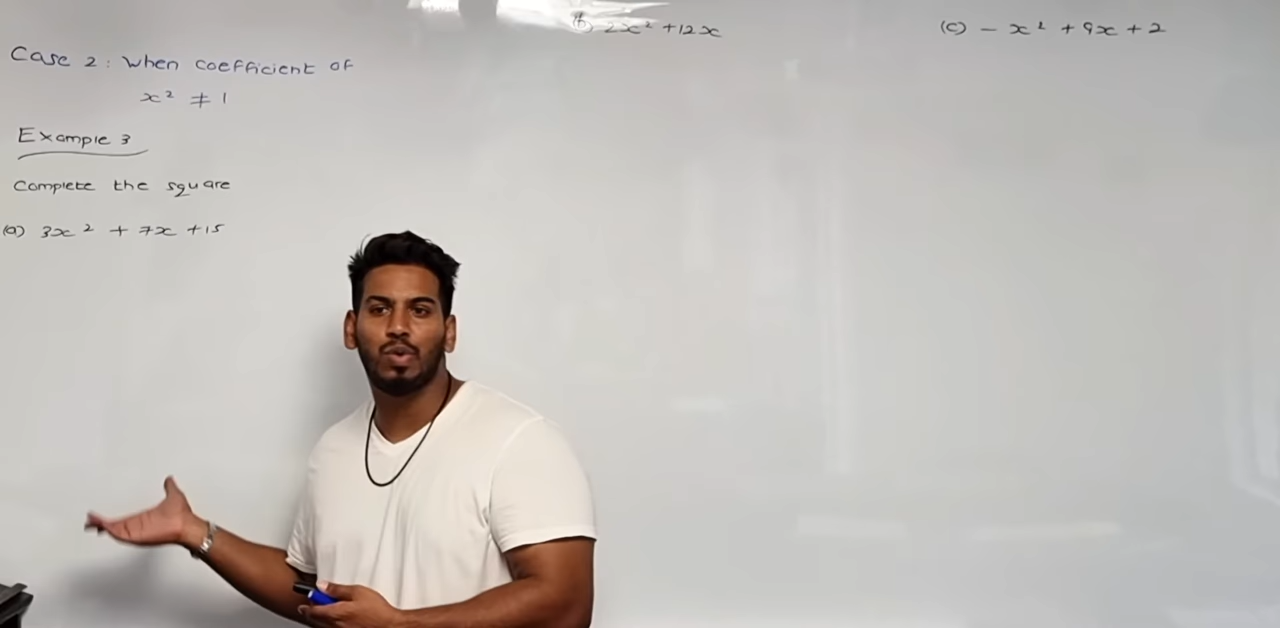 Case 2: When coefficient of
x² ≠ 1
Example 3
Complete the square
(a) 3x² + 7x + 15
(b) 2x² + 12x
(c) - x² + 9x + 2